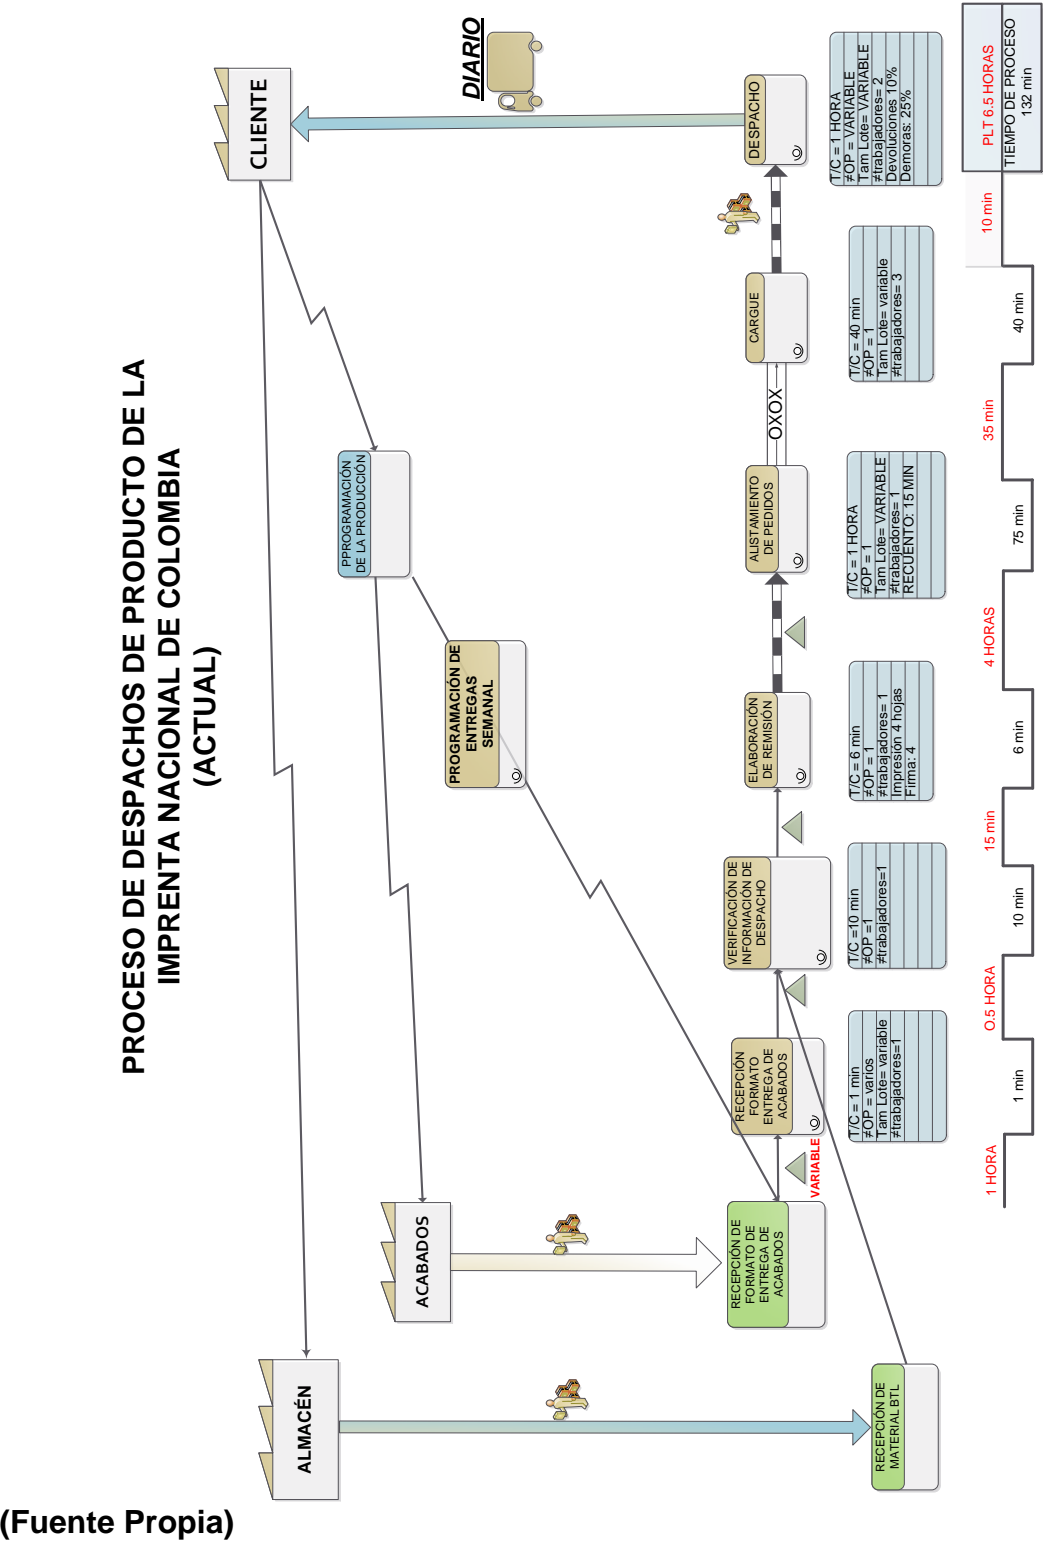 PROCESO DE DESPACHOS DE PRODUCTO DE LA
IMPRENTA NACIONAL DE COLOMBIA
(ACTUAL)
ALMACÉN
ACABADOS
PPROGRAMACIÓN
DE LA PRODUCCIÓN
CLIENTE
DIARIO
PROGRAMACIÓN DE
ENTREGAS
SEMANAL
RECEPCIÓN DE
MATERIAL BTL
RECEPCIÓN DE
FORMATO DE
ENTREGA DE
ACABADOS
VARIABLE
RECEPCIÓN
FORMATO
ENTREGA DE
ACABADOS
VERIFICACIÓN DE
INFORMACIÓN DE
DESPACHO
ELABORACIÓN
DE REMISIÓN
ALISTAMIENTO
DE PEDIDOS
OXOX
CARGUE
DESPACHO
T/C = 1 min
≠OP = varios
Tam Lote= variable
≠trabajadores=1
T/C =10 min
≠OP =1
≠trabajadores=1
T/C = 6 min
≠OP = 1
≠trabajadores= 1
Impresión 4 hojas
Firma: 4
T/C = 1 HORA
≠OP = 1
Tam Lote= VARIABLE
≠trabajadores= 1
RECUENTO: 15 MIN
T/C = 40 min
≠OP = 1
Tam Lote= variable
≠trabajadores= 3
T/C = 1 HORA
≠OP = VARIABLE
Tam Lote= VARIABLE
≠trabajadores= 2
Devoluciones 10%
Demoras: 25%
1 HORA
1 min
O.5 HORA
10 min
15 min
6 min
4 HORAS
75 min
35 min
40 min
10 min
PLT 6.5 HORAS
TIEMPO DE PROCESO
132 min
(Fuente Propia)